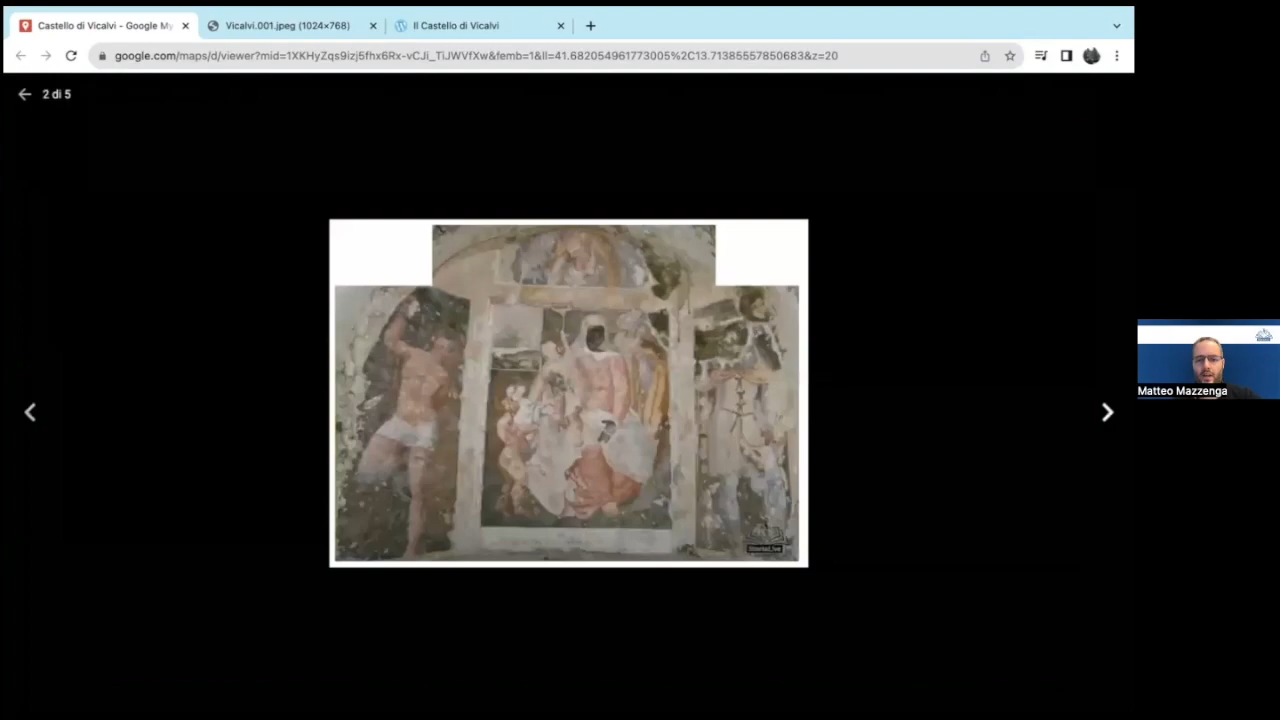 Castello di Vicalvi - Google My
Vicalvi.001.jpeg (1024×768)
Il Castello di Vicalvi
google.com/maps/d/viewer?mid=1XKHyZqs9izj5fhx6Rx-vCJi_TiJWVfXw&femb=1&ll=41.682054961773005%2C13.71385557850683&z=20
2 di 5
Matteo Mazzenga